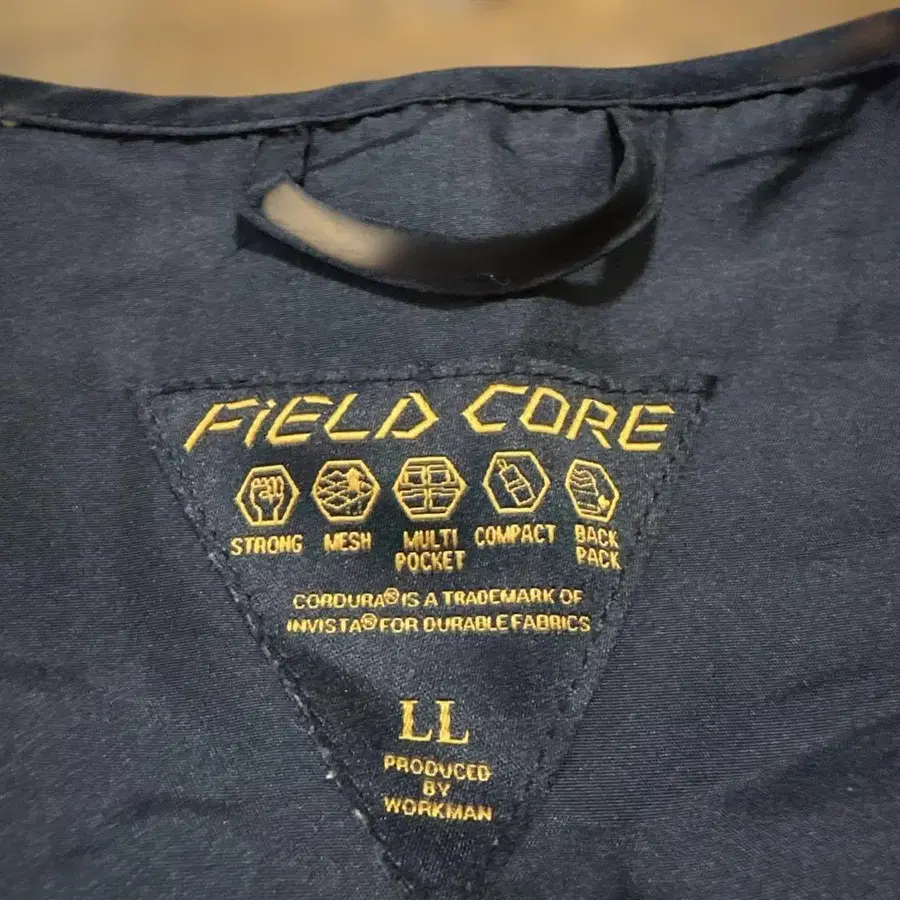 FiELD CORE
STRONG MESH MULTI POCKET COMPACT BACK PACK
CORDURA® IS A TRADEMARK OF
INVISTA® FOR DURABLE FABRICS
LL
PRODUCED
BY
WORKMAN